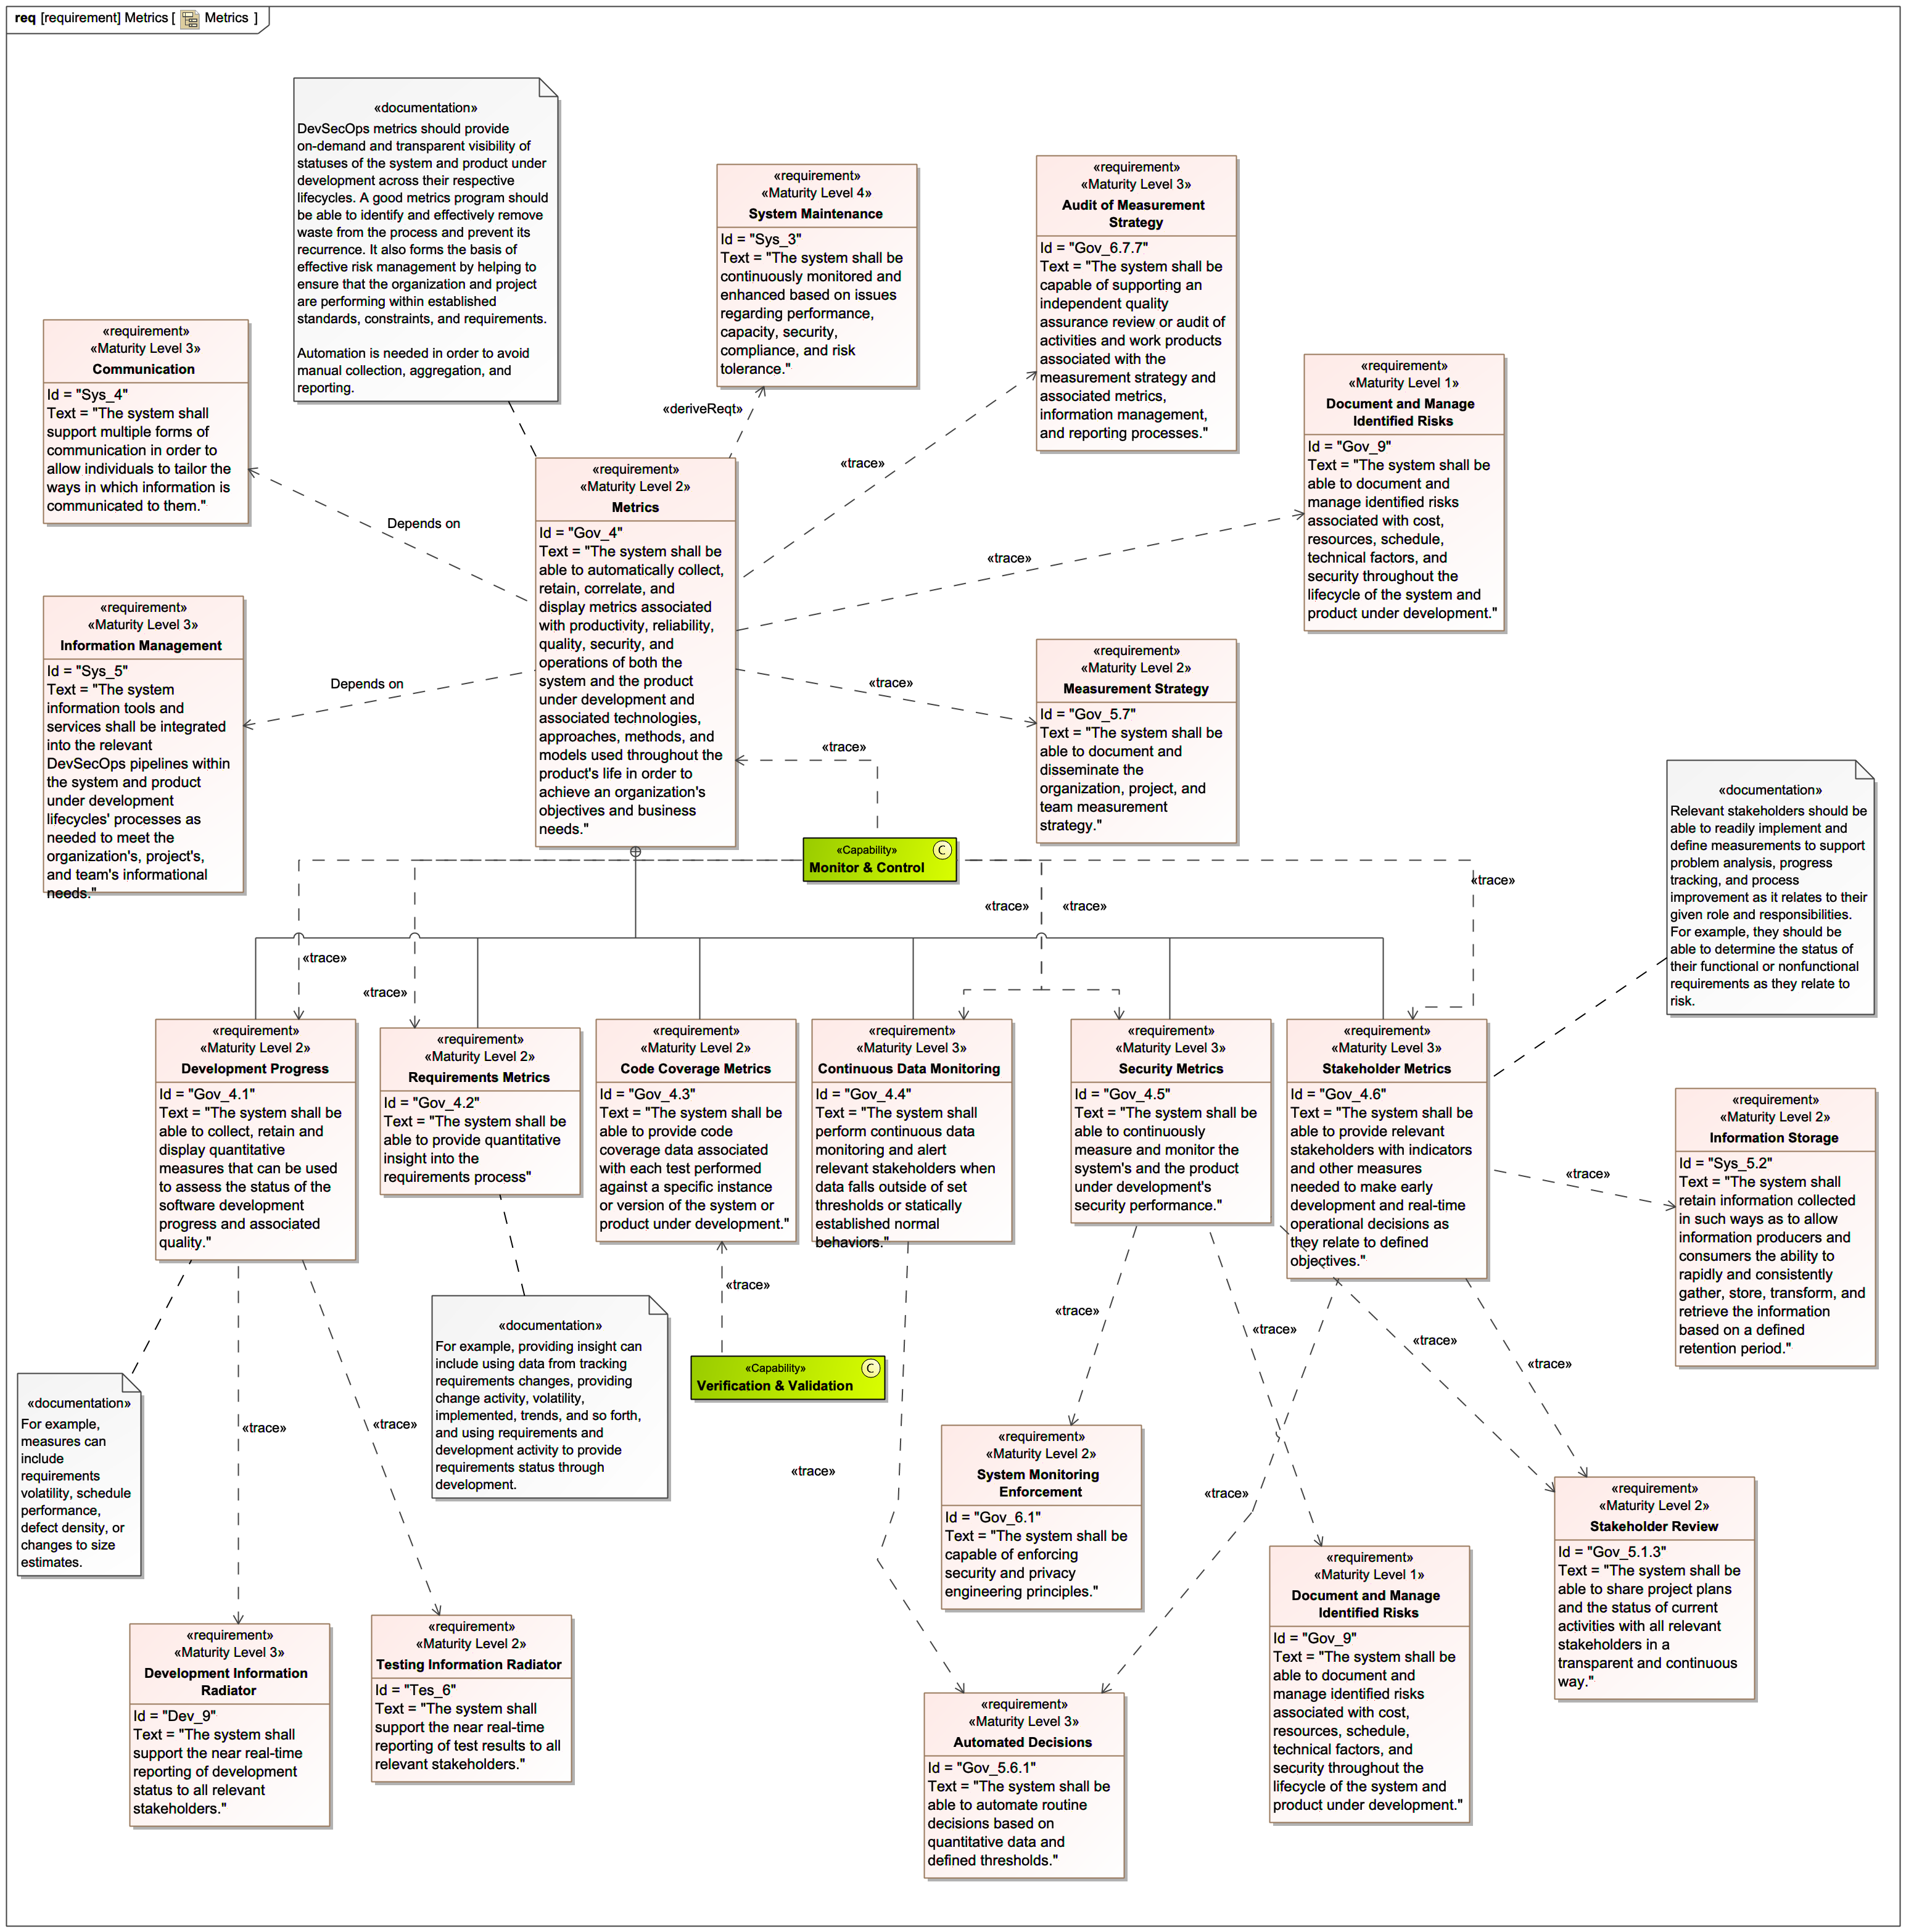 req [requirement] Metrics [ Metrics ]
«documentation»
DevSecOps metrics should provide
on-demand and transparent visibility of
statuses of the system and product under
development across their respective
lifecycles. A good metrics program should
be able to identify and effectively remove
waste from the process and prevent its
recurrence. It also forms the basis of
effective risk management by helping to
ensure that the organization and project
are performing within established
standards, constraints, and requirements.
Automation is needed in order to avoid
manual collection, aggregation, and
reporting.
«requirement»
«Maturity Level 4»
System Maintenance
Id = "Sys_3"
Text = "The system shall be
continuously monitored and
enhanced based on issues
regarding performance,
capacity, security,
compliance, and risk
tolerance."
«requirement»
«Maturity Level 3»
Audit of Measurement
Strategy
Id = "Gov_6.7.7"
Text = "The system shall be
capable of supporting an
independent quality
assurance review or audit of
activities and work products
associated with the
measurement strategy and
associated metrics,
information management,
and reporting processes."
«requirement»
«Maturity Level 3»
Communication
Id = "Sys_4"
Text = "The system shall
support multiple forms of
communication in order to
allow individuals to tailor the
ways in which information is
communicated to them."
«requirement»
«Maturity Level 1»
Document and Manage
Identified Risks
Id = "Gov_9"
Text = "The system shall be
able to document and
manage identified risks
associated with cost,
resources, schedule,
technical factors, and
security throughout the
lifecycle of the system and
product under development."
«deriveReqt»
«trace»
Depends on
«trace»
«requirement»
«Maturity Level 2»
Metrics
Id = "Gov_4"
Text = "The system shall be
able to automatically collect,
retain, correlate, and
display metrics associated
with productivity, reliability,
quality, security, and
operations of both the
system and the product
under development and
associated technologies,
approaches, methods, and
models used throughout the
product's life in order to
achieve an organization's
objectives and business
needs."
«requirement»
«Maturity Level 3»
Information Management
Id = "Sys_5"
Text = "The system
information tools and
services shall be integrated
into the relevant
DevSecOps pipelines within
the system and product
under development
lifecycles' processes as
needed to meet the
organization's, project's,
and team's informational
needs."
Depends on
«trace»
«requirement»
«Maturity Level 2»
Measurement Strategy
Id = "Gov_5.7"
Text = "The system shall be
able to document and
disseminate the
organization, project, and
team measurement
strategy."
«trace»
«documentation»
Relevant stakeholders should be
able to readily implement and
define measurements to support
problem analysis, progress
tracking, and process
improvement as it relates to their
given role and responsibilities.
For example, they should be
able to determine the status of
their functional or nonfunctional
requirements as they relate to
risk.
«Capability»
C
Monitor & Control
«trace»
«trace»
«trace»
«trace»
«trace»
«requirement»
«Maturity Level 2»
Development Progress
Id = "Gov_4.1"
Text = "The system shall be
able to collect, retain and
display quantitative
measures that can be used
to assess the status of the
software development
progress and associated
quality."
«requirement»
«Maturity Level 2»
Requirements Metrics
Id = "Gov_4.2"
Text = "The system shall be
able to provide quantitative
insight into the
requirements process"
«requirement»
«Maturity Level 2»
Code Coverage Metrics
Id = "Gov_4.3"
Text = "The system shall be
able to provide code
coverage data associated
with each test performed
against a specific instance
or version of the system or
product under development."
«requirement»
«Maturity Level 3»
Continuous Data Monitoring
Id = "Gov_4.4"
Text = "The system shall
perform continuous data
monitoring and alert
relevant stakeholders when
data falls outside of set
thresholds or statically
established normal
behaviors."
«requirement»
«Maturity Level 3»
Security Metrics
Id = "Gov_4.5"
Text = "The system shall be
able to continuously
measure and monitor the
system's and the product
under development's
security performance."
«requirement»
«Maturity Level 3»
Stakeholder Metrics
Id = "Gov_4.6"
Text = "The system shall be
able to provide relevant
stakeholders with indicators
and other measures
needed to make early
development and real-time
operational decisions as
they relate to defined
objectives."
«requirement»
«Maturity Level 2»
Information Storage
Id = "Sys_5.2"
Text = "The system shall
retain information collected
in such ways as to allow
information producers and
consumers the ability to
rapidly and consistently
gather, store, transform, and
retrieve the information
based on a defined
retention period."
«trace»
«trace»
«trace»
«trace»
«trace»
«trace»
«documentation»
For example, providing insight can
include using data from tracking
requirements changes, providing
change activity, volatility,
implemented, trends, and so forth,
and using requirements and
development activity to provide
requirements status through
development.
«Capability»
C
Verification & Validation
«documentation»
For example,
measures can
include
requirements
volatility, schedule
performance,
defect density, or
changes to size
estimates.
«trace»
«trace»
«trace»
«trace»
«requirement»
«Maturity Level 2»
System Monitoring
Enforcement
Id = "Gov_6.1"
Text = "The system shall be
capable of enforcing
security and privacy
engineering principles."
«requirement»
«Maturity Level 2»
Stakeholder Review
Id = "Gov_5.1.3"
Text = "The system shall be
able to share project plans
and the status of current
activities with all relevant
stakeholders in a
transparent and continuous
way."
«requirement»
«Maturity Level 1»
Document and Manage
Identified Risks
Id = "Gov_9"
Text = "The system shall be
able to document and
manage identified risks
associated with cost,
resources, schedule,
technical factors, and
security throughout the
lifecycle of the system and
product under development."
«requirement»
«Maturity Level 3»
Development Information
Radiator
Id = "Dev_9"
Text = "The system shall
support the near real-time
reporting of development
status to all relevant
stakeholders."
«requirement»
«Maturity Level 2»
Testing Information Radiator
Id = "Tes_6"
Text = "The system shall
support the near real-time
reporting of test results to all
relevant stakeholders."
«requirement»
«Maturity Level 3»
Automated Decisions
Id = "Gov_5.6.1"
Text = "The system shall be
able to automate routine
decisions based on
quantitative data and
defined thresholds."